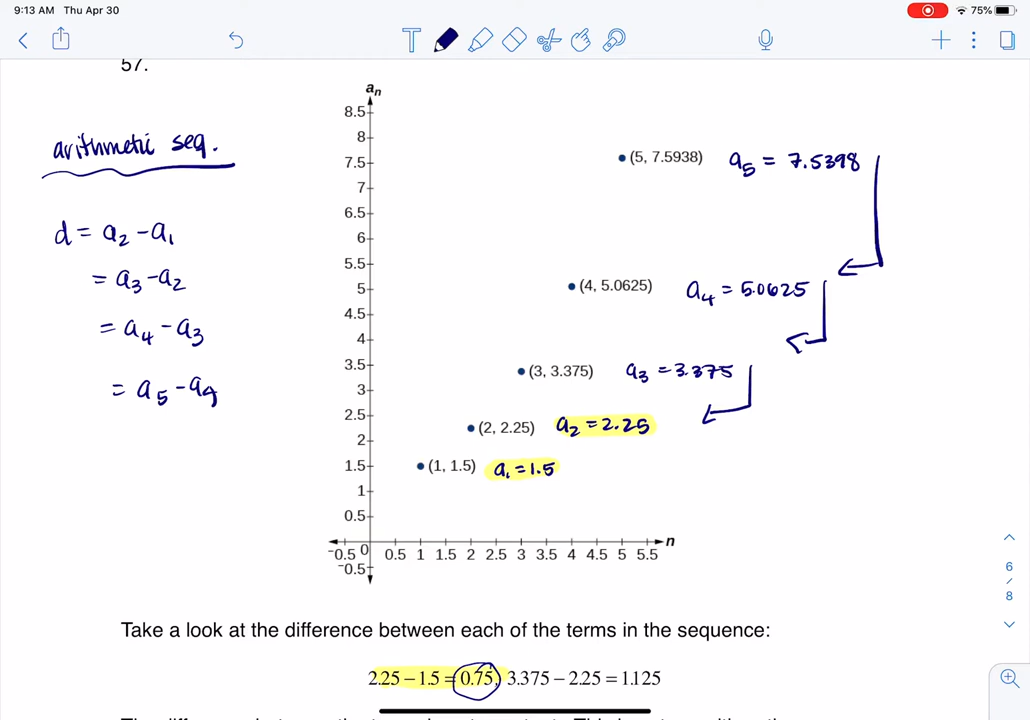 9:13 AM Thu Apr 30
75%
T
57.
aₙ
8.5
8
7.5
7
6.5
6
5.5
5
4.5
4
3.5
3
2.5
2
1.5
1
0.5
-0.5 0 0.5 1 1.5 2 2.5 3 3.5 4 4.5 5 5.5 n
-0.5
(5, 7.5938) a₅ = 7.5398
(4, 5.0625) a₄ = 5.0625
(3, 3.375) a₃ = 3.375
(2, 2.25) a₂ = 2.25
(1, 1.5) a₁ = 1.5
arithmetic seq.
d = a₂ - a₁
= a₃ - a₂
= a₄ - a₃
= a₅ - a₄
6
/
8
Take a look at the difference between each of the terms in the sequence:
2.25 − 1.5 = 0.75, 3.375 − 2.25 = 1.125